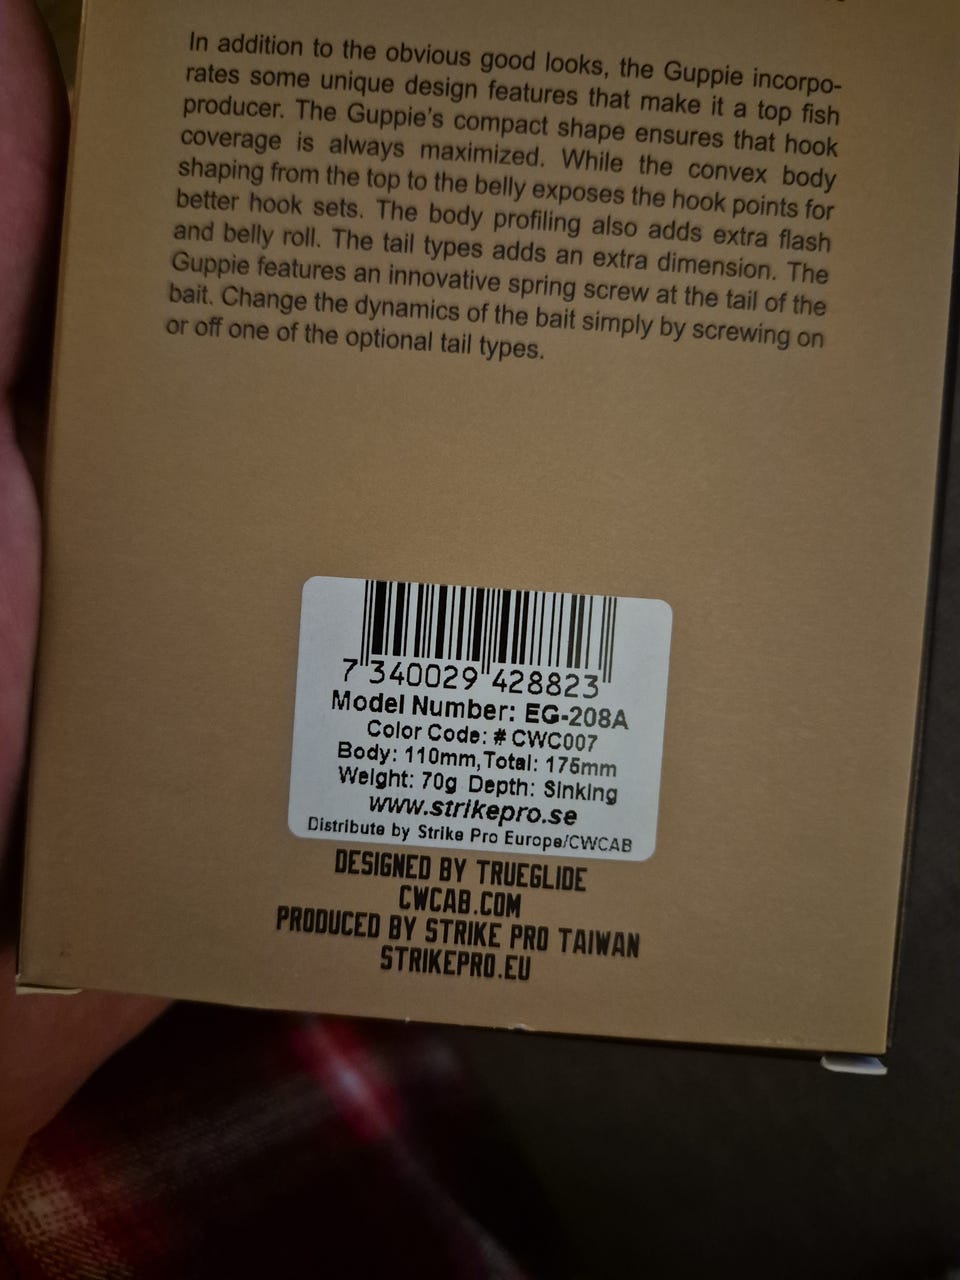 In addition to the obvious good looks, the Guppie incorpo-
rates some unique design features that make it a top fish
producer. The Guppie's compact shape ensures that hook
coverage is always maximized. While the convex body
shaping from the top to the belly exposes the hook points for
better hook sets. The body profiling also adds extra flash
and belly roll. The tail types adds an extra dimension. The
Guppie features an innovative spring screw at the tail of the
bait. Change the dynamics of the bait simply by screwing on
or off one of the optional tail types.
7 340029 428823
Model Number: EG-208A
Color Code: # CWC007
Body: 110mm,Total: 175mm
Weight: 70g Depth: Sinking
www.strikepro.se
Distribute by Strike Pro Europe/CWCAB
DESIGNED BY TRUEGLIDE
CWCAB.COM
PRODUCED BY STRIKE PRO TAIWAN
STRIKEPRO.EU